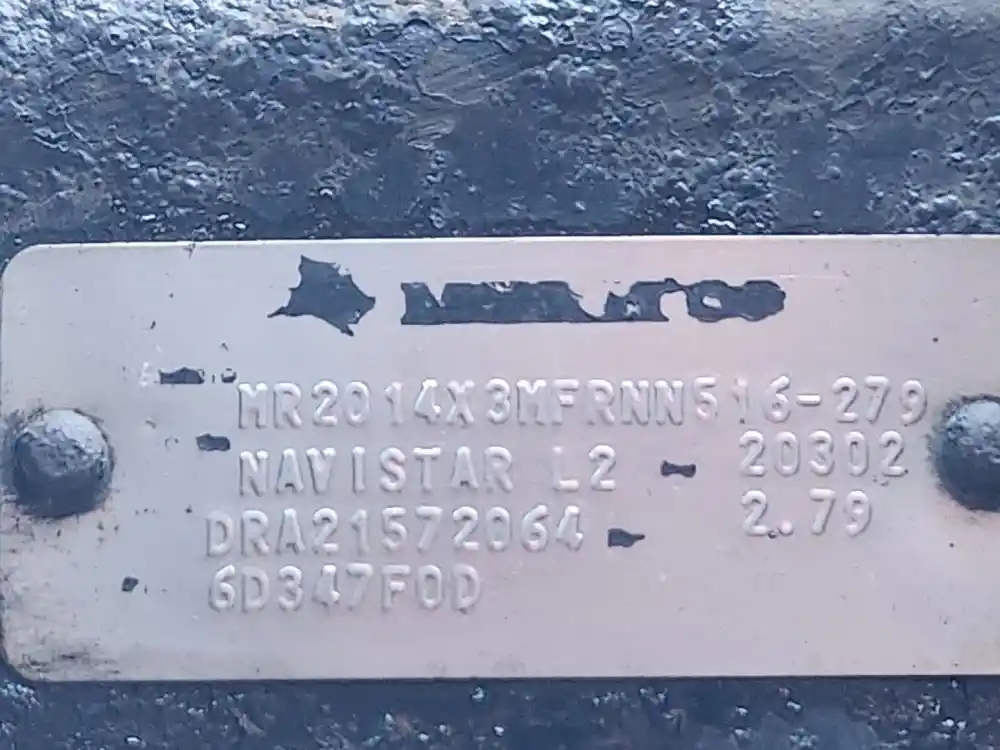 MR2014X3MFRNN516-279
NAVISTAR L2 20302
DRA21572064 2.79
6D347F0D